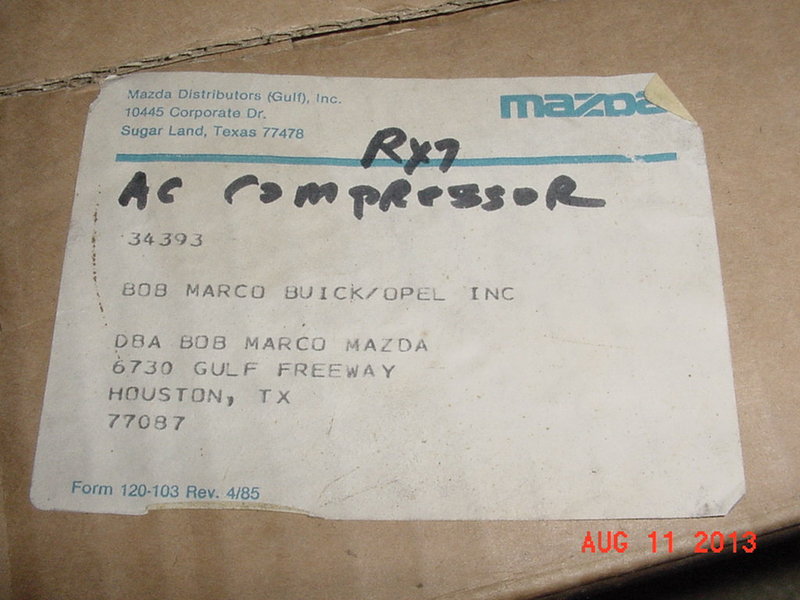 Mazda Distributors (Gulf), Inc.
10445 Corporate Dr.
Sugar Land, Texas 77478
mazda
Rx7
AC Compressor
34393
BOB MARCO BUICK/OPEL INC
DBA BOB MARCO MAZDA
6730 GULF FREEWAY
HOUSTON, TX
77087
Form 120-103 Rev. 4/85
AUG 11 2013